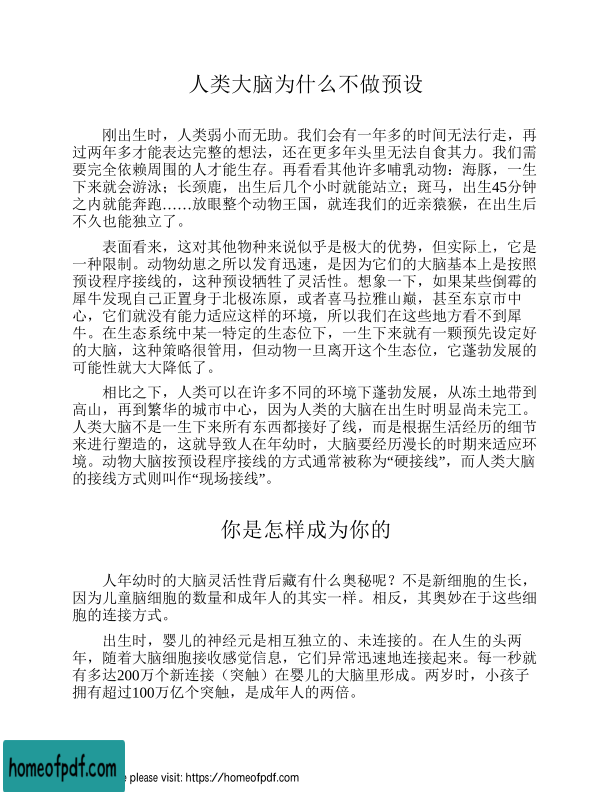 人类大脑为什么不做预设
刚出生时，人类弱小而无助。我们会有一年多的时间无法行走，再
过两年多才能表达完整的想法，还在更多年头里无法自食其力。我们需
要完全依赖周围的人才能生存。再看看其他许多哺乳动物：海豚，一生
下来就会游泳；长颈鹿，出生后几个小时就能站立；斑马，出生45分钟
之内就能奔跑……放眼整个动物王国，就连我们的近亲猿猴，在出生后
不久也能独立了。
表面看来，这对其他物种来说似乎是极大的优势，但实际上，它是
一种限制。动物幼崽之所以发育迅速，是因为它们的大脑基本上是按照
预设程序接线的，这种预设牺牲了灵活性。想象一下，如果某些倒霉的
犀牛发现自己正置身于北极冻原，或者喜马拉雅山巅，甚至东京市中
心，它们就没有能力适应这样的环境，所以我们在这些地方看不到犀
牛。在生态系统中某一特定的生态位下，一生下来就有一颗预先设定好
的大脑，这种策略很管用，但动物一旦离开这个生态位，它蓬勃发展的
可能性就大大降低了。
相比之下，人类可以在许多不同的环境下蓬勃发展，从冻土地带到
高山，再到繁华的城市中心，因为人类的大脑在出生时明显尚未完工。
人类大脑不是一生下来所有东西都接好了线，而是根据生活经历的细节
来进行塑造的，这就导致人在年幼时，大脑要经历漫长的时期来适应环
境。动物大脑按预设程序接线的方式通常被称为“硬接线”，而人类大脑
的接线方式则叫作“现场接线”。
你是怎样成为你的
人年幼时的大脑灵活性背后藏有什么奥秘呢？不是新细胞的生长，
因为儿童脑细胞的数量和成年人的其实一样。相反，其奥妙在于这些细
胞的连接方式。
出生时，婴儿的神经元是相互独立的、未连接的。在人生的头两
年，随着大脑细胞接收感觉信息，它们异常迅速地连接起来。每一秒就
有多达200万个新连接（突触）在婴儿的大脑里形成。两岁时，小孩子
拥有超过100万亿个突触，是成年人的两倍。
homeofpdf.com
please visit: https://homeofpdf.com